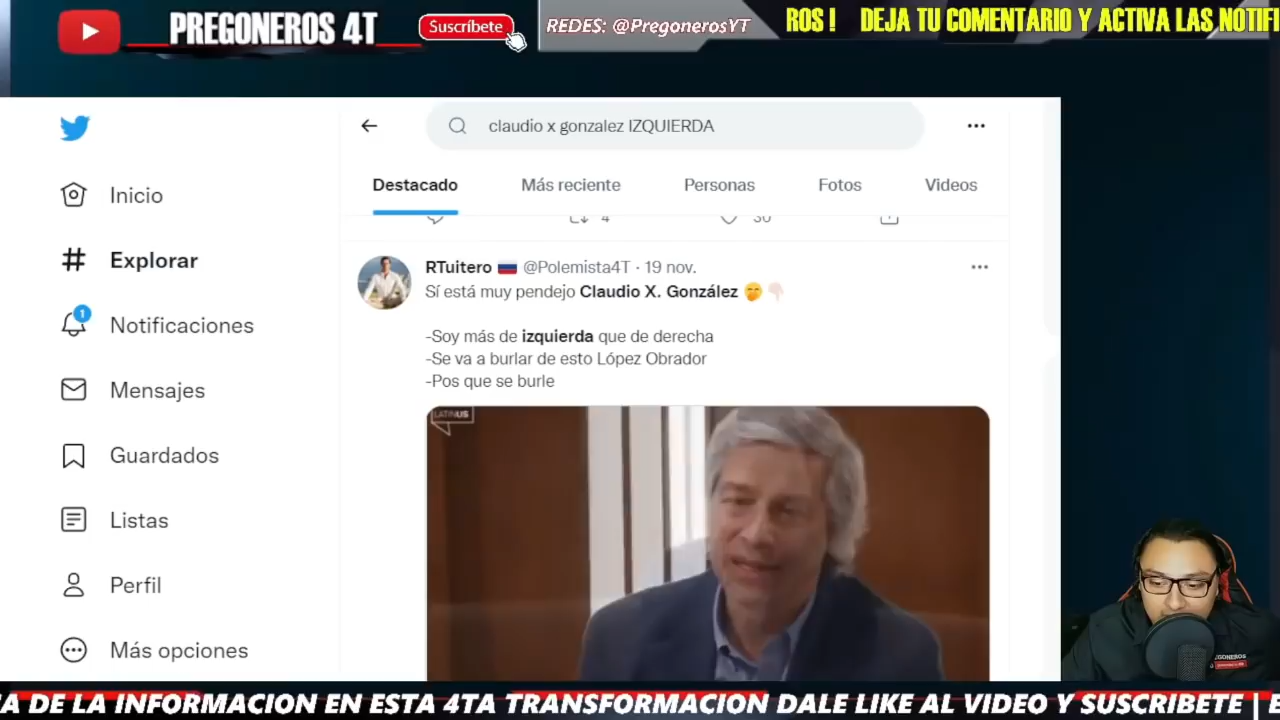 PREGONEROS 4T
Suscríbete
REDES: @PregonerosYT
ROS ! DEJA TU COMENTARIO Y ACTIVA LAS NOTIFI
claudio x gonzalez IZQUIERDA
Destacado
Más reciente
Personas
Fotos
Videos
4
30
Inicio
Explorar
1
Notificaciones
Mensajes
Guardados
Listas
Perfil
Más opciones
RTuitero @Polemista4T · 19 nov.
Sí está muy pendejo Claudio X. González
-Soy más de izquierda que de derecha
-Se va a burlar de esto López Obrador
-Pos que se burle
LATINUS
A DE LA INFORMACION EN ESTA 4TA TRANSFORMACION DALE LIKE AL VIDEO Y SUSCRIBETE | E